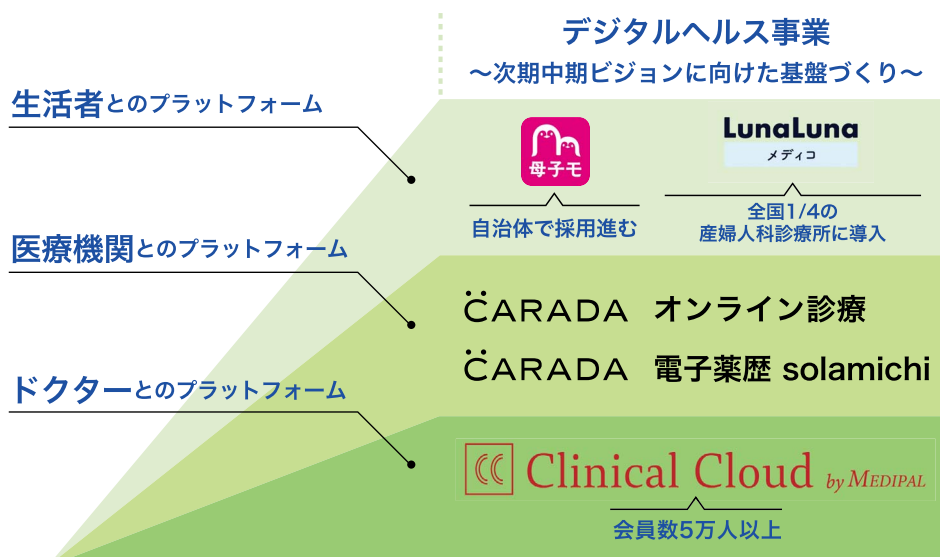 デジタルヘルス事業
～次期中期ビジョンに向けた基盤づくり～
生活者とのプラットフォーム
母子モ
自治体で採用進む
LunaLuna
メディコ
全国1/4の
産婦人科診療所に導入
医療機関とのプラットフォーム
CARADA オンライン診療
CARADA 電子薬歴 solamichi
ドクターとのプラットフォーム
Clinical Cloud by MEDIPAL
会員数5万人以上